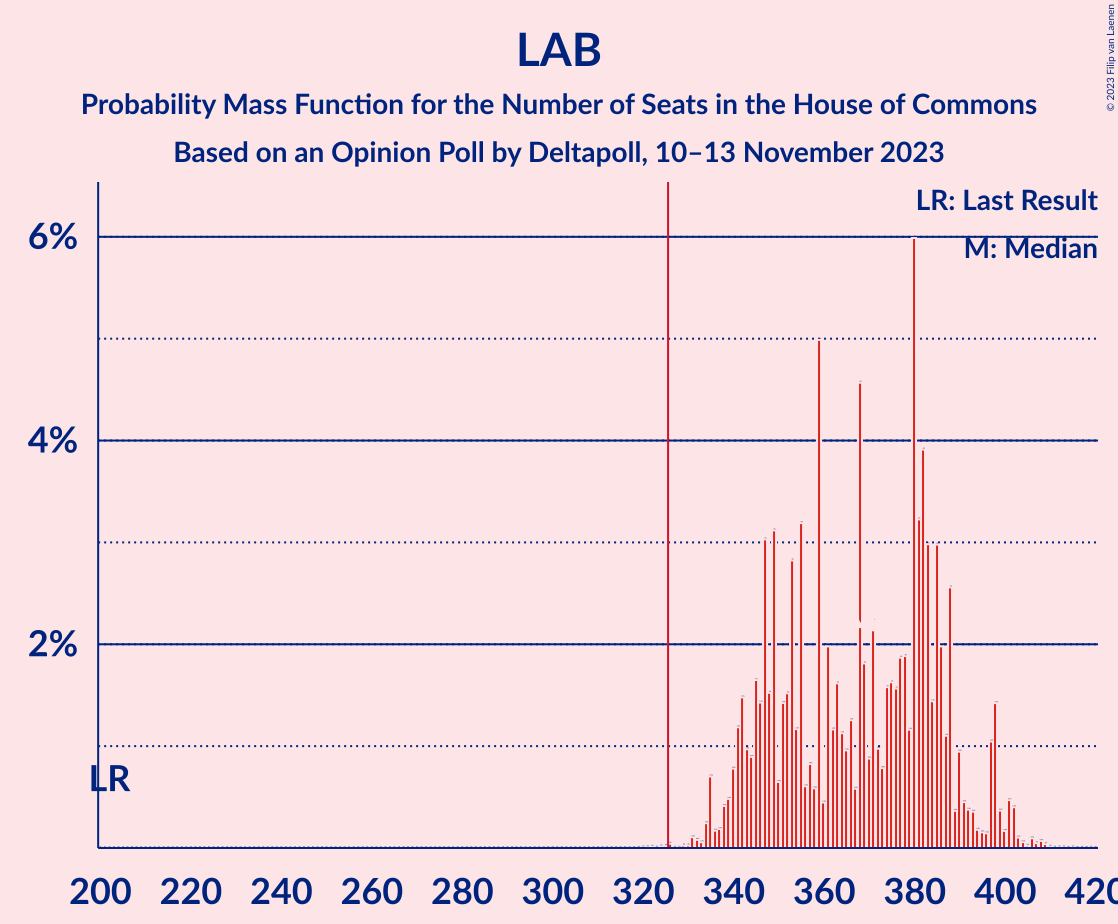 LAB
Probability Mass Function for the Number of Seats in the House of Commons
Based on an Opinion Poll by Deltapoll, 10–13 November 2023
© 2023 Filip van Laenen
LR: Last Result
M: Median
6%
4%
2%
LR
200 220 240 260 280 300 320 340 360 380 400 420